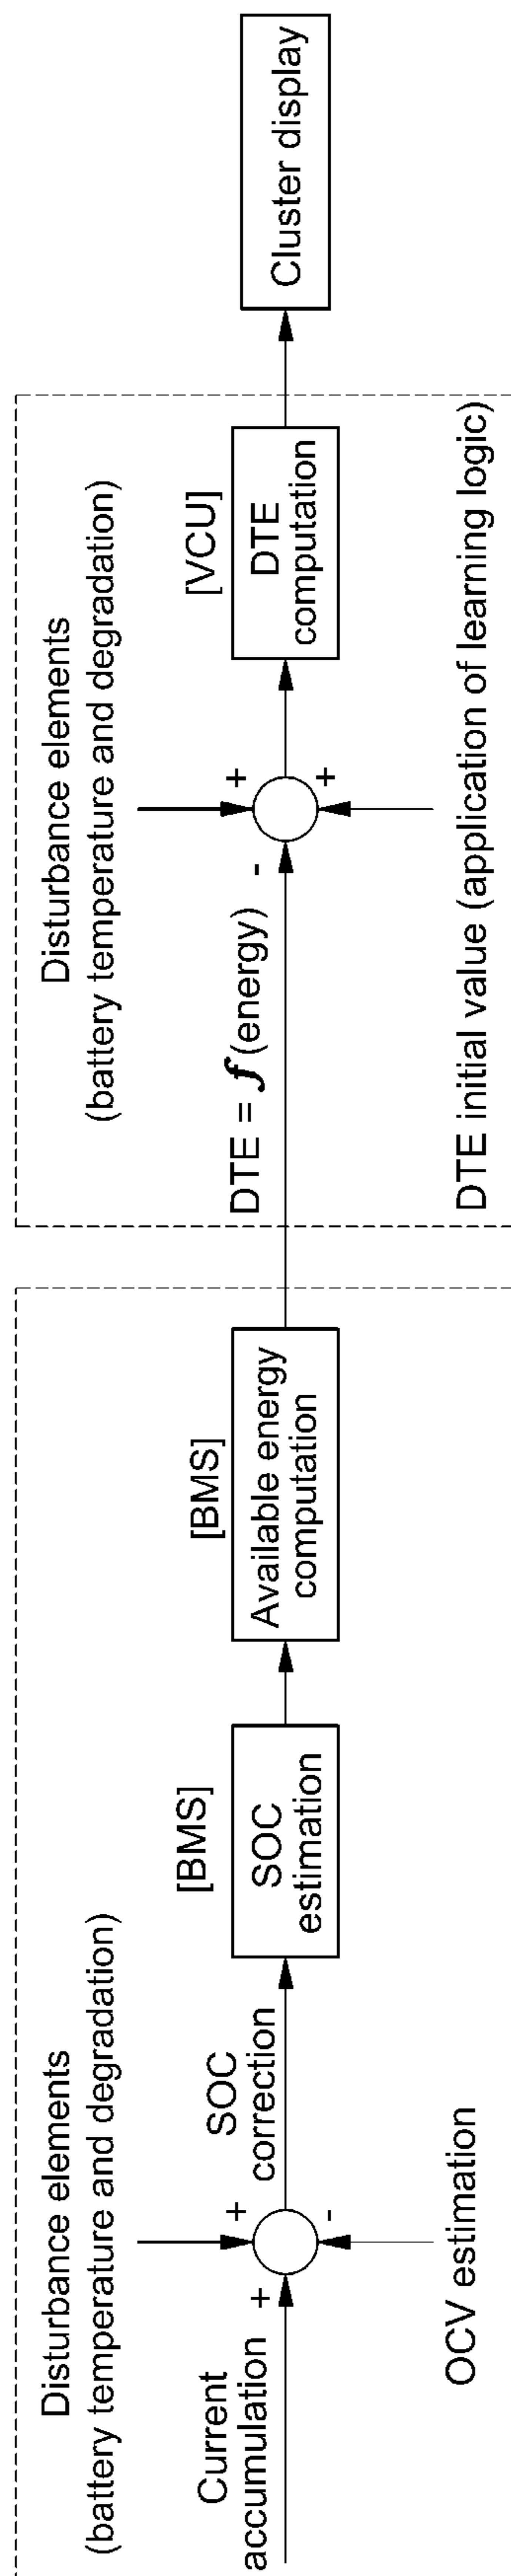 Disturbance elements
(battery temperature and degradation)
Current
accumulation
+
+
-
SOC
correction
OCV estimation
[BMS]
SOC
estimation
[BMS]
Available energy
computation
Disturbance elements
(battery temperature and degradation)
DTE = f (energy)
-
+
+
DTE initial value (application of learning logic)
[VCU]
DTE
computation
Cluster display